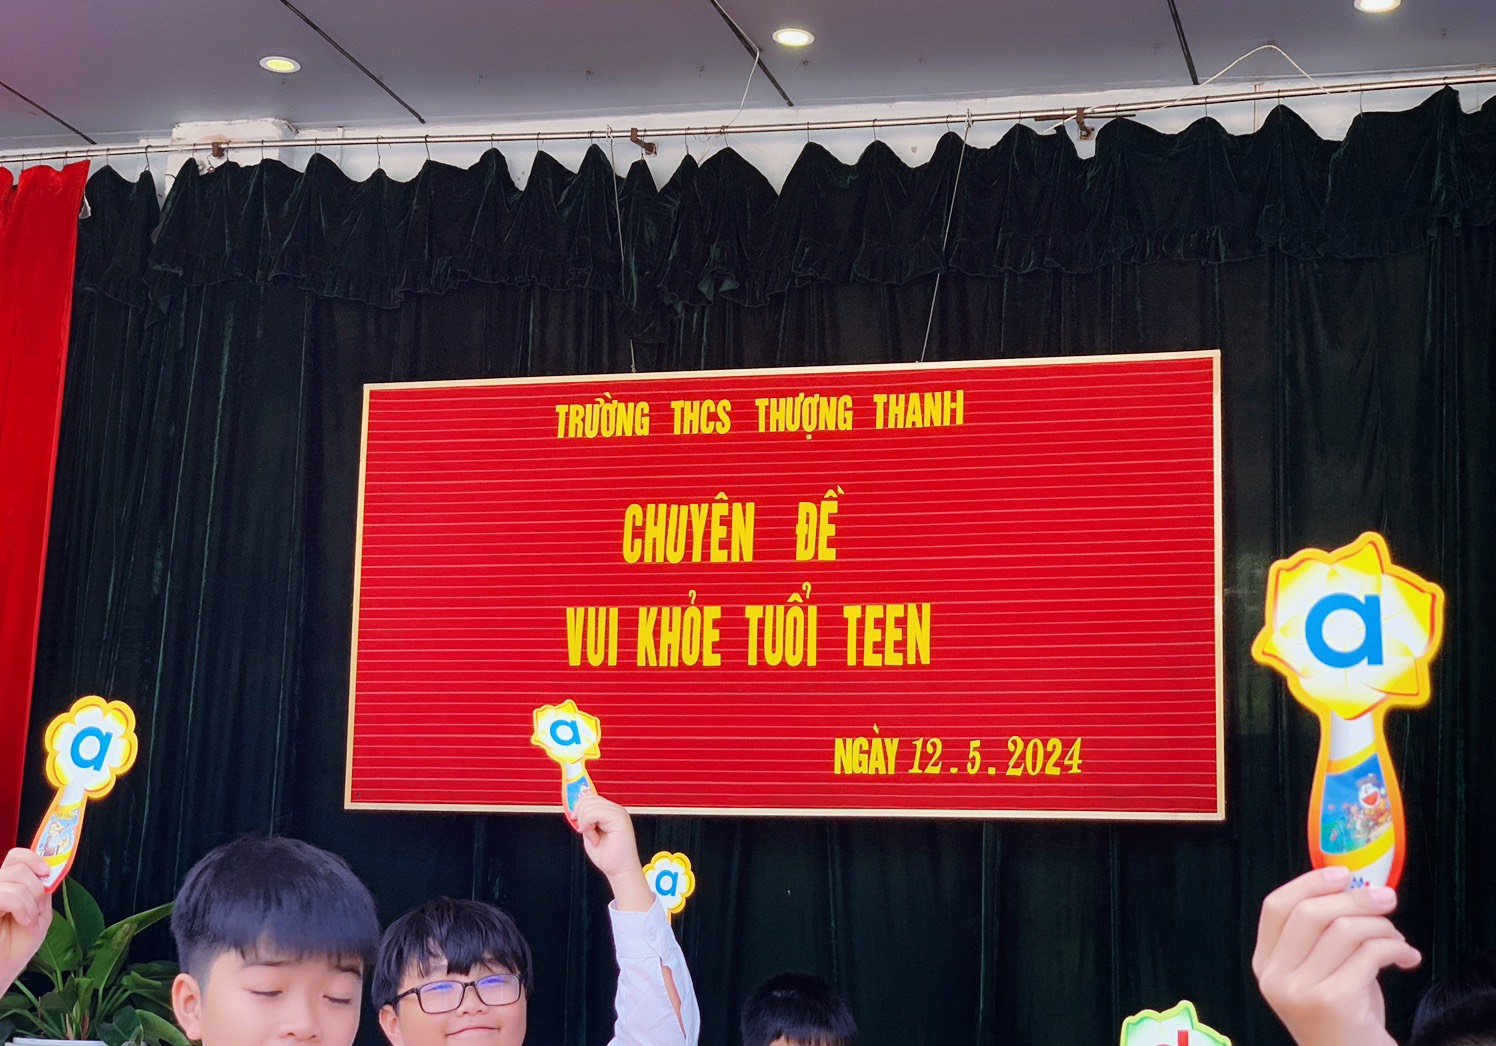 TRƯỜNG THCS THƯỢNG THANH
CHUYÊN ĐỀ
VUI KHỎE TUỔI TEEN
NGÀY 12.5.2024
a
a
a
a